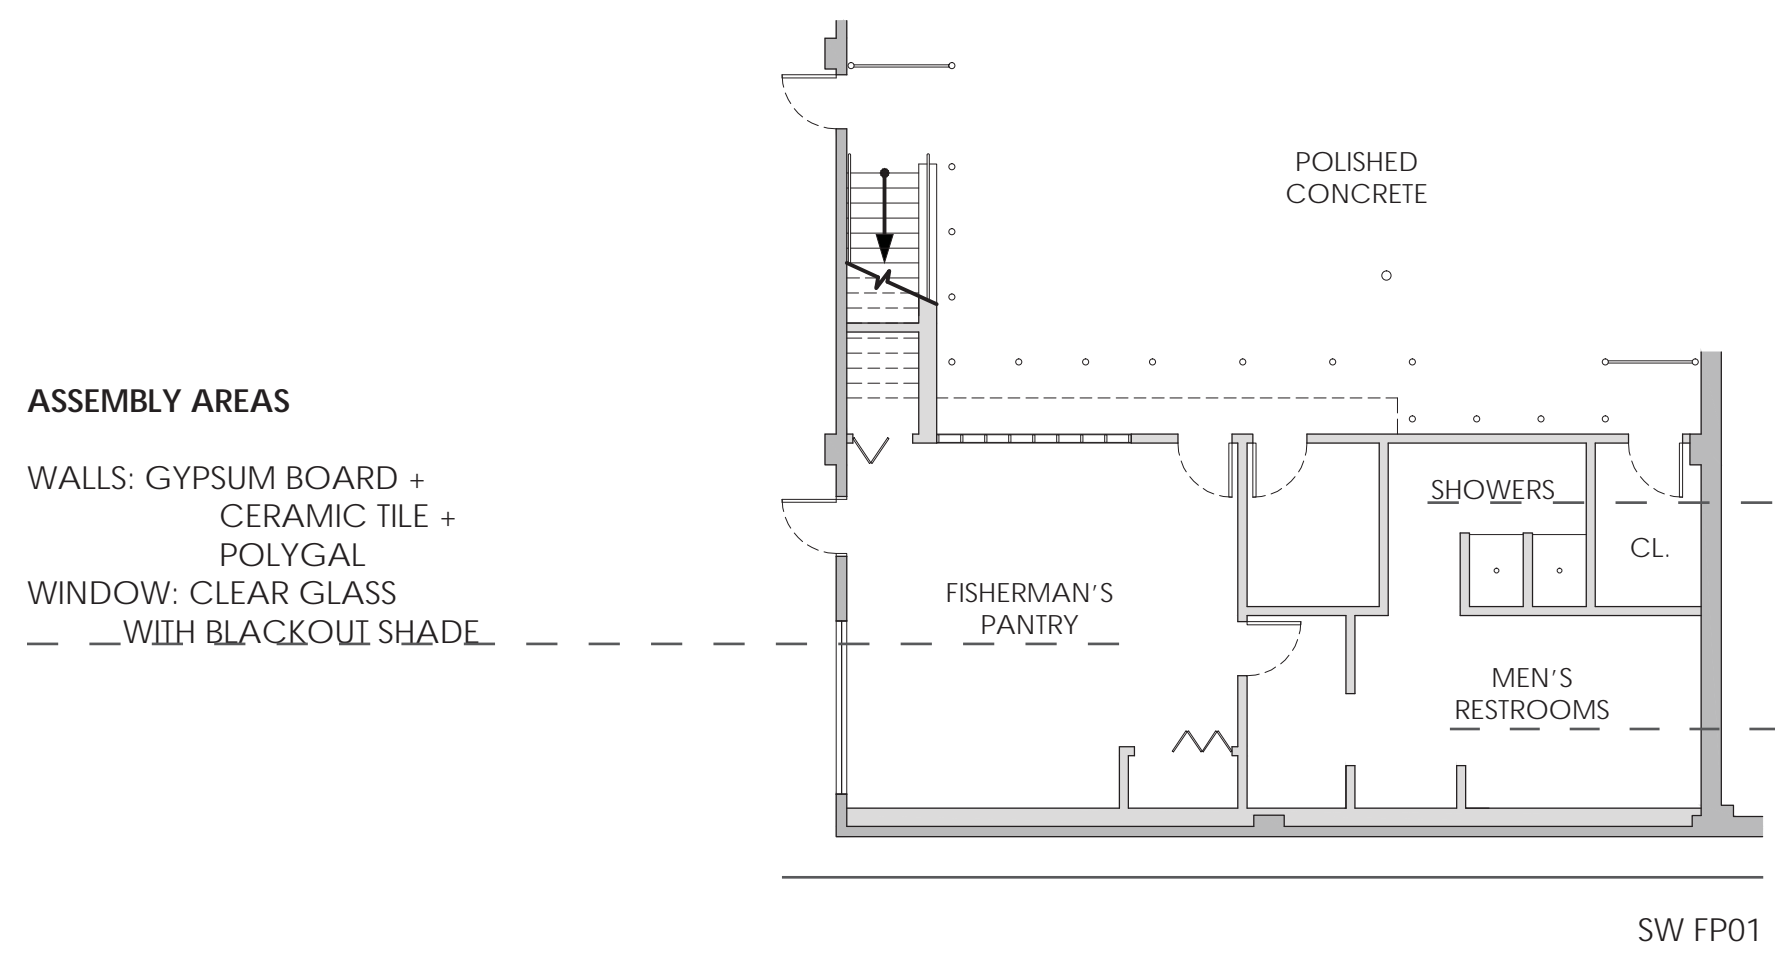 POLISHED
CONCRETE
ASSEMBLY AREAS
WALLS: GYPSUM BOARD +
CERAMIC TILE +
POLYGAL
WINDOW: CLEAR GLASS
WITH BLACKOUT SHADE
SHOWERS
CL.
FISHERMAN'S
PANTRY
MEN'S
RESTROOMS
SW FP01